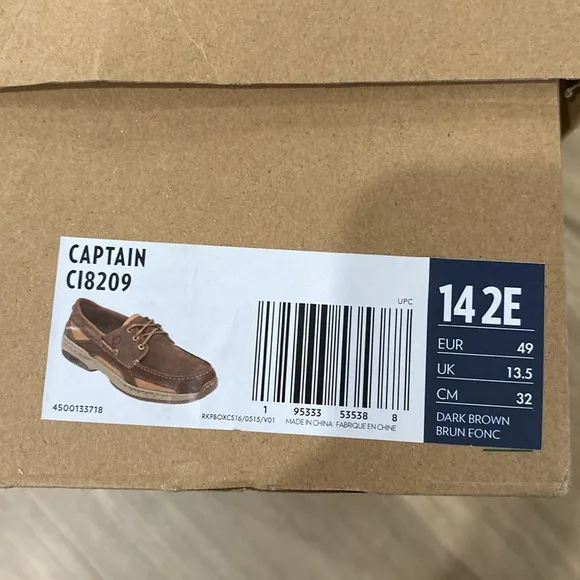 CAPTAIN
CI8209
4500133718
RKPBOXCS16/0515/V01
UPC
1 95333 53538 8
MADE IN CHINA FABRIQUE EN CHINE
14 2E
EUR 49
UK 13.5
CM 32
DARK BROWN
BRUN FONC